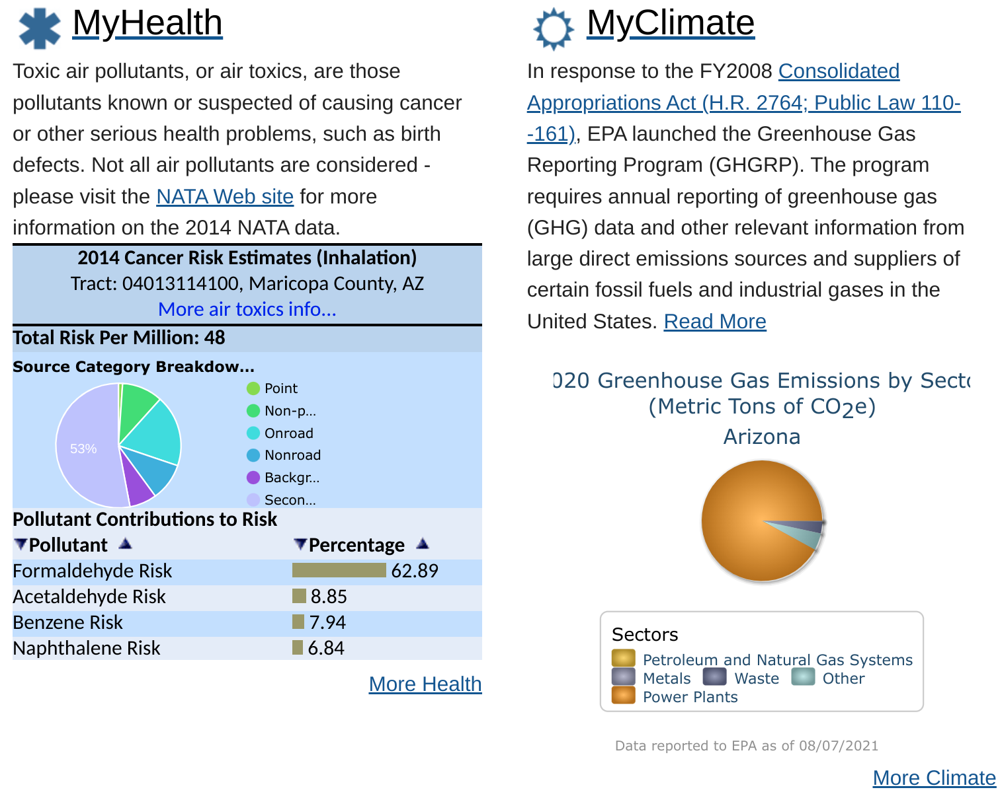 MyHealth
Toxic air pollutants, or air toxics, are those
pollutants known or suspected of causing cancer
or other serious health problems, such as birth
defects. Not all air pollutants are considered -
please visit the NATA Web site for more
information on the 2014 NATA data.
2014 Cancer Risk Estimates (Inhalation)
Tract: 04013114100, Maricopa County, AZ
More air toxics info...
Total Risk Per Million: 48
Source Category Breakdow...
53%
Point
Non-p...
Onroad
Nonroad
Backgr...
Secon...
Pollutant Contributions to Risk
Pollutant Percentage
Formaldehyde Risk 62.89
Acetaldehyde Risk 8.85
Benzene Risk 7.94
Naphthalene Risk 6.84
More Health
MyClimate
In response to the FY2008 Consolidated
Appropriations Act (H.R. 2764; Public Law 110-
-161), EPA launched the Greenhouse Gas
Reporting Program (GHGRP). The program
requires annual reporting of greenhouse gas
(GHG) data and other relevant information from
large direct emissions sources and suppliers of
certain fossil fuels and industrial gases in the
United States. Read More
020 Greenhouse Gas Emissions by Secto
(Metric Tons of CO2e)
Arizona
Sectors
Petroleum and Natural Gas Systems
Metals Waste Other
Power Plants
Data reported to EPA as of 08/07/2021
More Climate